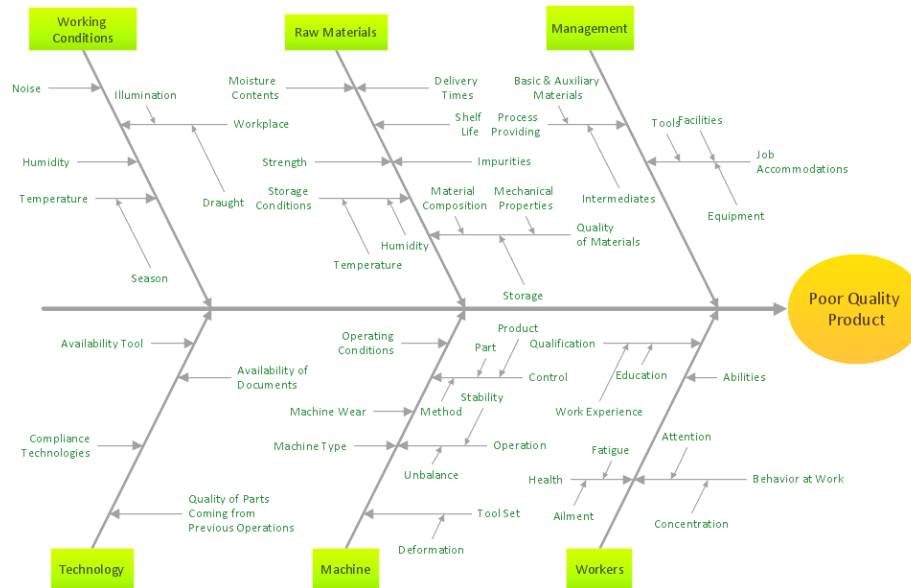 Working
Conditions
Raw Materials
Management
Noise
Illumination
Workplace
Humidity
Temperature
Draught
Season
Moisture
Contents
Delivery
Times
Shelf
Life
Strength
Impurities
Storage
Conditions
Humidity
Temperature
Material
Composition
Mechanical
Properties
Quality
of Materials
Storage
Basic & Auxiliary
Materials
Process
Providing
Intermediates
Tools
Facilities
Job
Accommodations
Equipment
Poor Quality
Product
Availability Tool
Availability of
Documents
Compliance
Technologies
Quality of Parts
Coming from
Previous Operations
Operating
Conditions
Part
Product
Control
Method
Machine Wear
Stability
Machine Type
Operation
Unbalance
Tool Set
Deformation
Qualification
Education
Work Experience
Abilities
Fatigue
Attention
Health
Behavior at Work
Ailment
Concentration
Technology
Machine
Workers